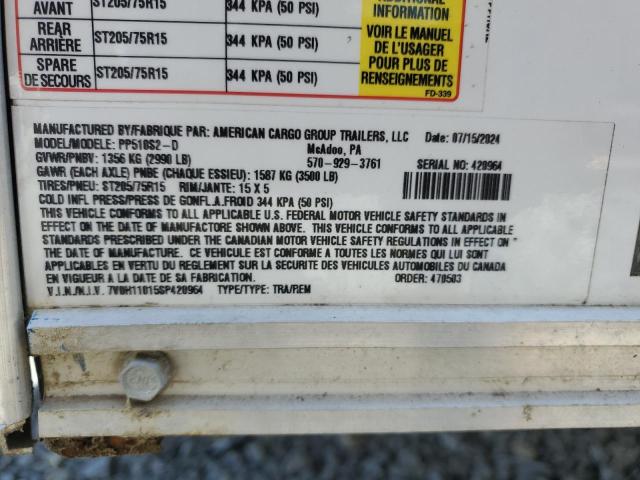 AVANT ST205/75R15 344 KPA (50 PSI)
REAR
ARRIÈRE ST205/75R15 344 KPA (50 PSI)
SPARE
DE SECOURS ST205/75R15 344 KPA (50 PSI)
ADDITIONAL
INFORMATION
VOIR LE MANUEL
DE L'USAGER
POUR PLUS DE
RENSEIGNEMENTS
FD-339
MANUFACTURED BY/FABRIQUE PAR: AMERICAN CARGO GROUP TRAILERS, LLC Date: 07/15/2024
MODEL/MODELE: PP510S2-D McAdoo, PA
GVWR/PNBV: 1356 KG (2990 LB) 570-929-3761 SERIAL NO: 420964
GAWR (EACH AXLE) PNBE (CHAQUE ESSIEU): 1587 KG (3500 LB)
TIRES/PNEU: ST205/75R15 RIM/JANTE: 15 X 5
COLD INFL PRESS/PRESS DE GONFL.A.FROID 344 KPA (50 PSI)
THIS VEHICLE CONFORMS TO ALL APPLICABLE U.S. FEDERAL MOTOR VEHICLE SAFETY STANDARDS IN
EFFECT ON THE DATE OF MANUFACTORE SHOWN ABOVE. THIS VEHICLE CONFORMS TO ALL APPLICABLE
STANDARDS PRESCRIBED UNDER THE CANADIAN MOTOR VEHICLE SAFETY REGULATIONS IN EFFECT ON
THE DATE OF MANUFACTURE. CE VEHICULE EST CONFORME A TOUTES LES NORMES QUI LUI SONT
APPLICABLES EN VERTU DU REGLEMENT SUR LA SECURITE DES VEHICULES AUTOMOBILES DU CANADA
EN VIGUEUR A LA DATE DE SA FABRICATION. ORDER: 470503
V.I.N./N.I.V. 7V0H11015SP420964 TYPE/TYPE: TRA/REM